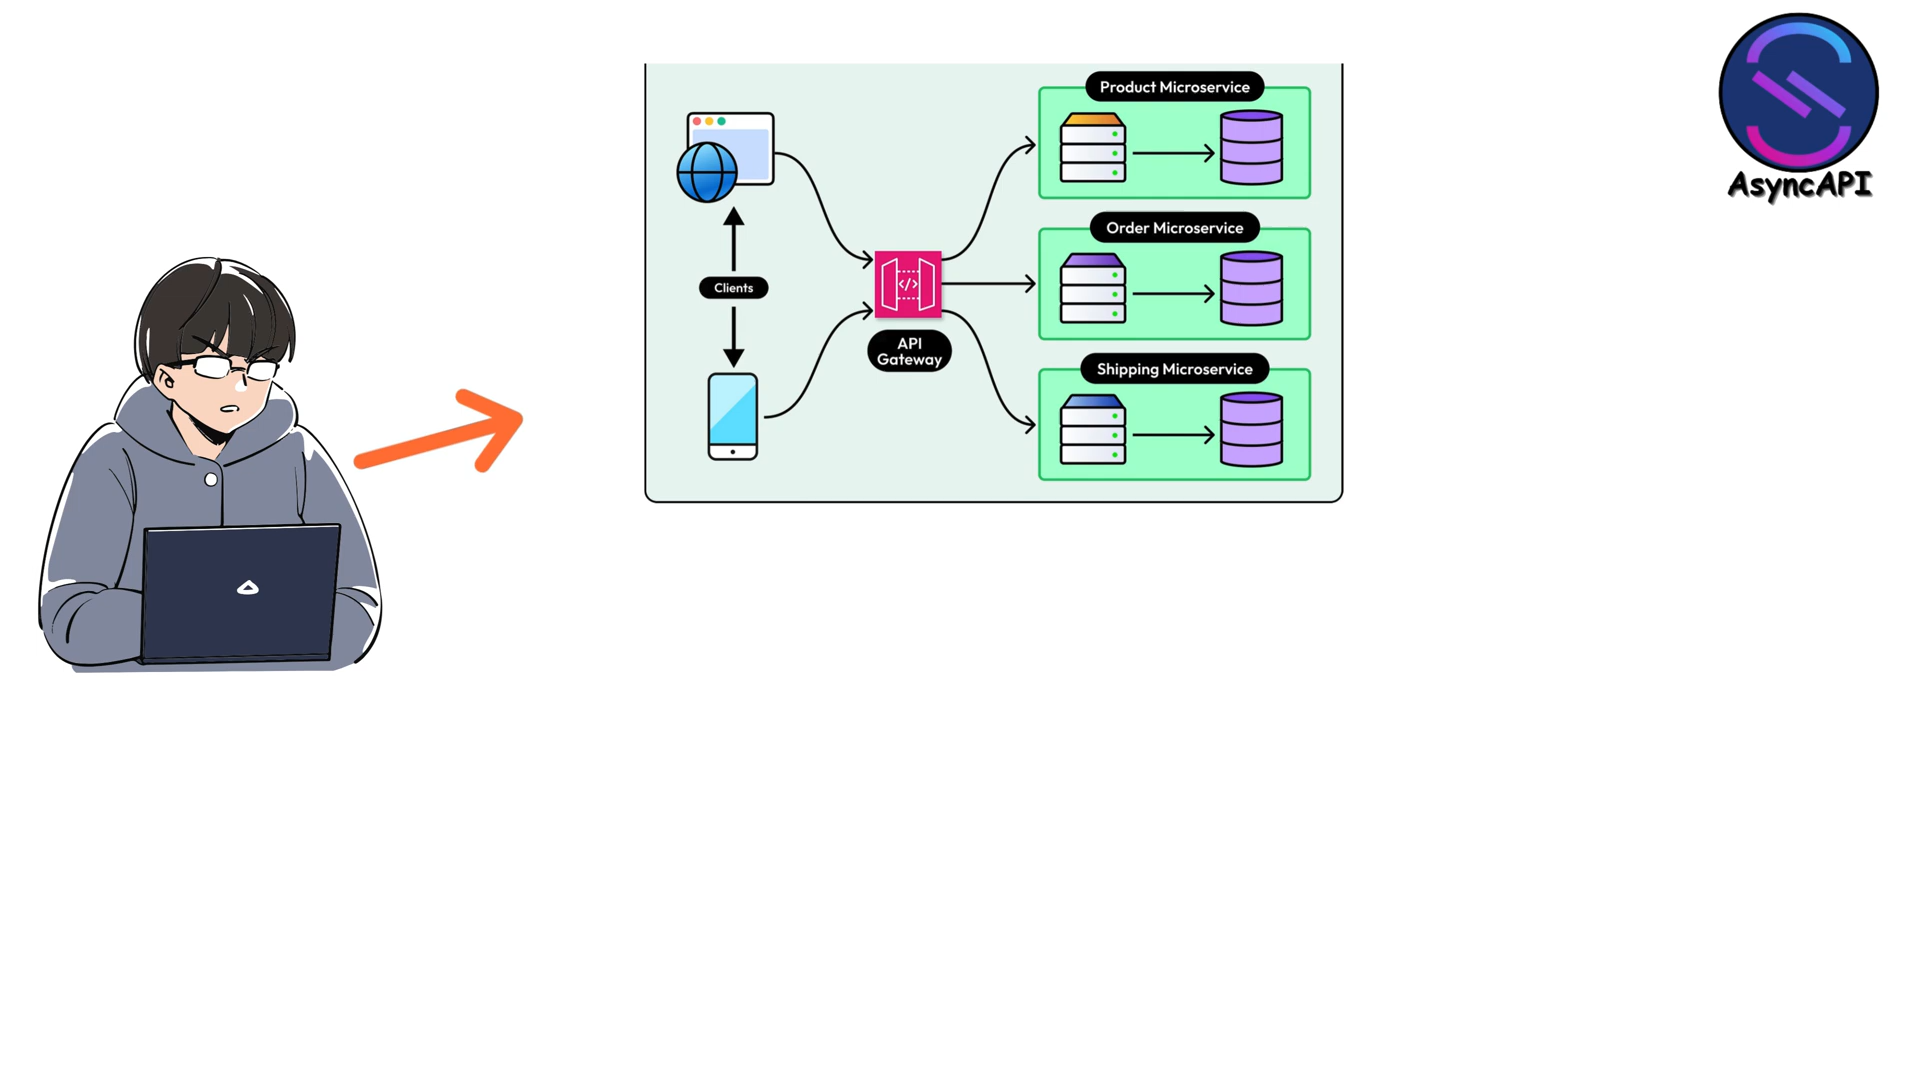 Product Microservice
AsyncAPI
Order Microservice
Clients
API
Gateway
Shipping Microservice